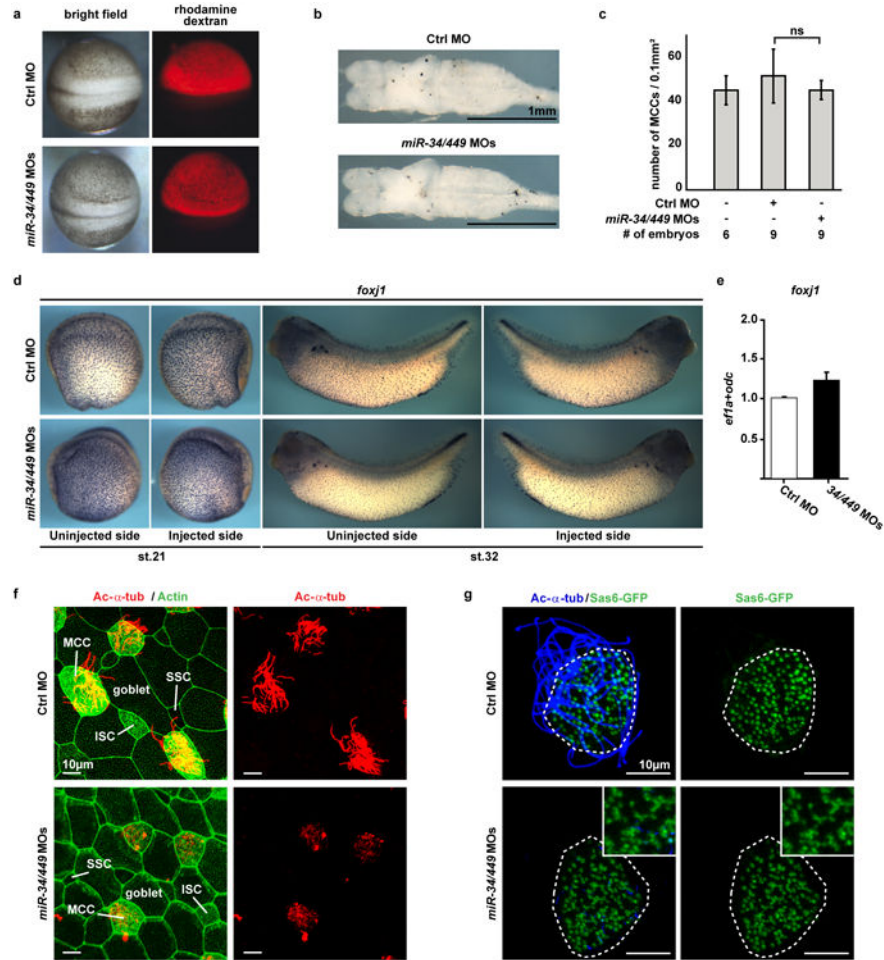 a
bright field
rhodamine
dextran
Ctrl MO
miR-34/449 MOs
b
Ctrl MO
1mm
miR-34/449 MOs
c
number of MCCs / 0.1mm²
60
40
20
0
ns
Ctrl MO - + -
miR-34/449 MOs - - +
# of embryos 6 9 9
d
foxj1
Ctrl MO
miR-34/449 MOs
Uninjected side Injected side Uninjected side Injected side
st.21 st.32
e
foxj1
ef1a+odc
2.0
1.5
1.0
0.5
Ctrl MO
34/449 MOs
f
Ac-α-tub /Actin
Ac-α-tub
Ctrl MO
MCC
goblet
SSC
ISC
10μm
miR-34/449 MOs
SSC
goblet
ISC
MCC
g
Ac-α-tub/Sas6-GFP
Sas6-GFP
Ctrl MO
10μm
miR-34/449 MOs